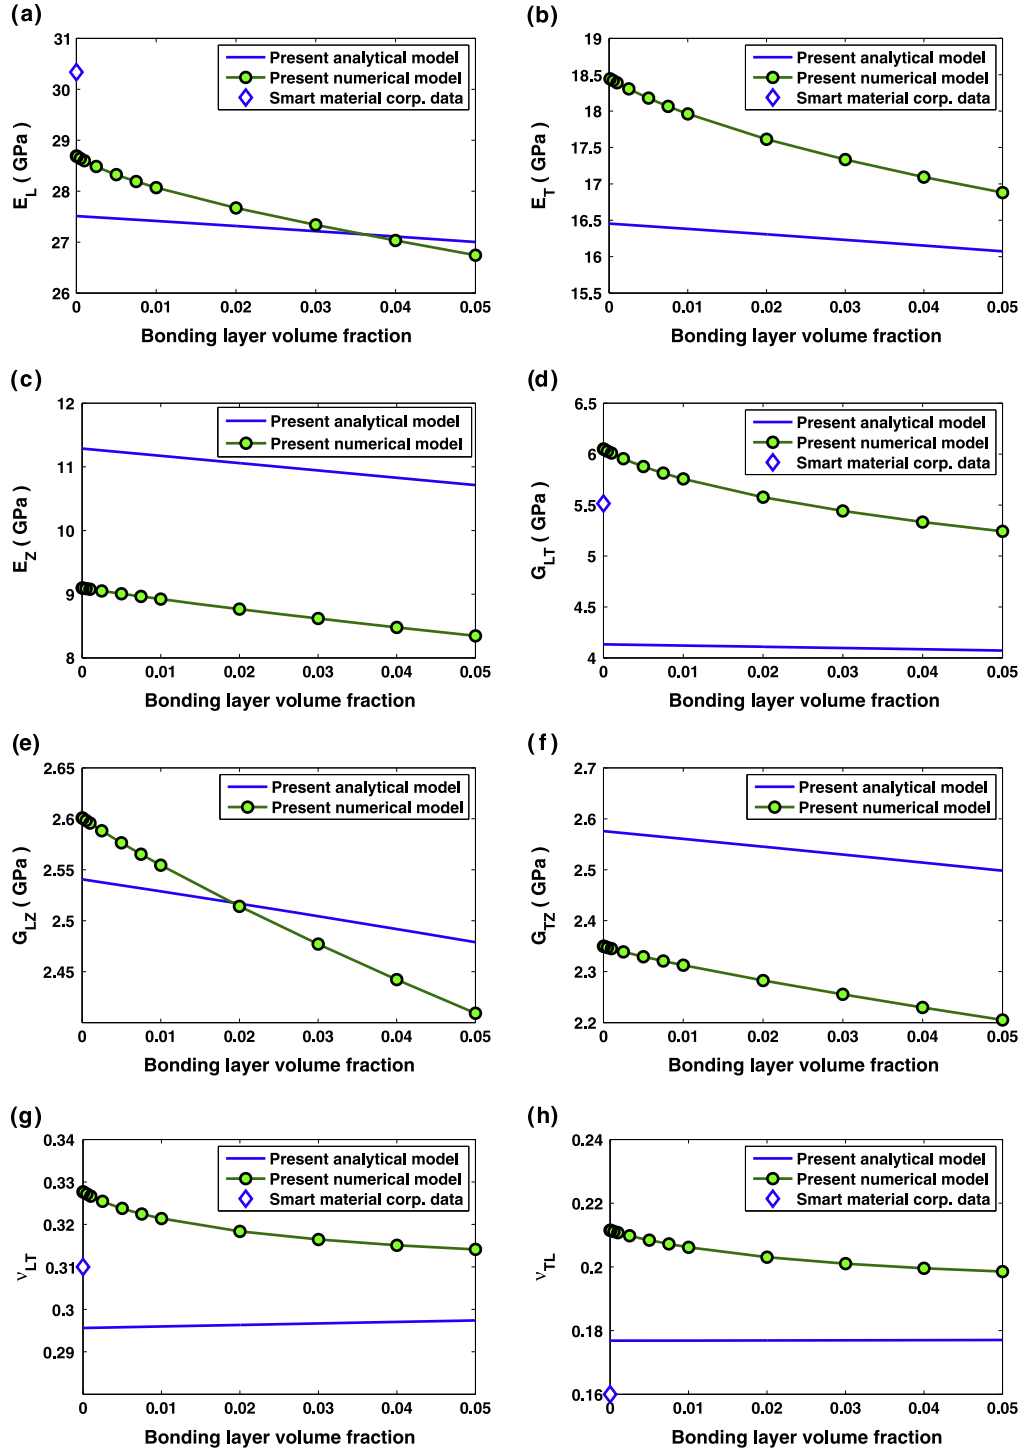 (a)
31
30
29
28
27
26
E_L ( GPa)
Present analytical model
Present numerical model
Smart material corp. data
0 0.01 0.02 0.03 0.04 0.05
Bonding layer volume fraction
(b)
19
18.5
18
17.5
17
16.5
16
15.5
E_T ( GPa)
Present analytical model
Present numerical model
Smart material corp. data
0 0.01 0.02 0.03 0.04 0.05
Bonding layer volume fraction
(c)
12
11
10
9
8
E_Z ( GPa)
Present analytical model
Present numerical model
0 0.01 0.02 0.03 0.04 0.05
Bonding layer volume fraction
(d)
6.5
6
5.5
5
4.5
4
G_LT ( GPa)
Present analytical model
Present numerical model
Smart material corp. data
0 0.01 0.02 0.03 0.04 0.05
Bonding layer volume fraction
(e)
2.65
2.6
2.55
2.5
2.45
G_LZ ( GPa)
Present analytical model
Present numerical model
0 0.01 0.02 0.03 0.04 0.05
Bonding layer volume fraction
(f)
2.7
2.6
2.5
2.4
2.3
2.2
G_TZ ( GPa)
Present analytical model
Present numerical model
0 0.01 0.02 0.03 0.04 0.05
Bonding layer volume fraction
(g)
0.34
0.33
0.32
0.31
0.3
0.29
ν_LT
Present analytical model
Present numerical model
Smart material corp. data
0 0.01 0.02 0.03 0.04 0.05
Bonding layer volume fraction
(h)
0.24
0.22
0.2
0.18
0.16
ν_TL
Present analytical model
Present numerical model
Smart material corp. data
0 0.01 0.02 0.03 0.04 0.05
Bonding layer volume fraction